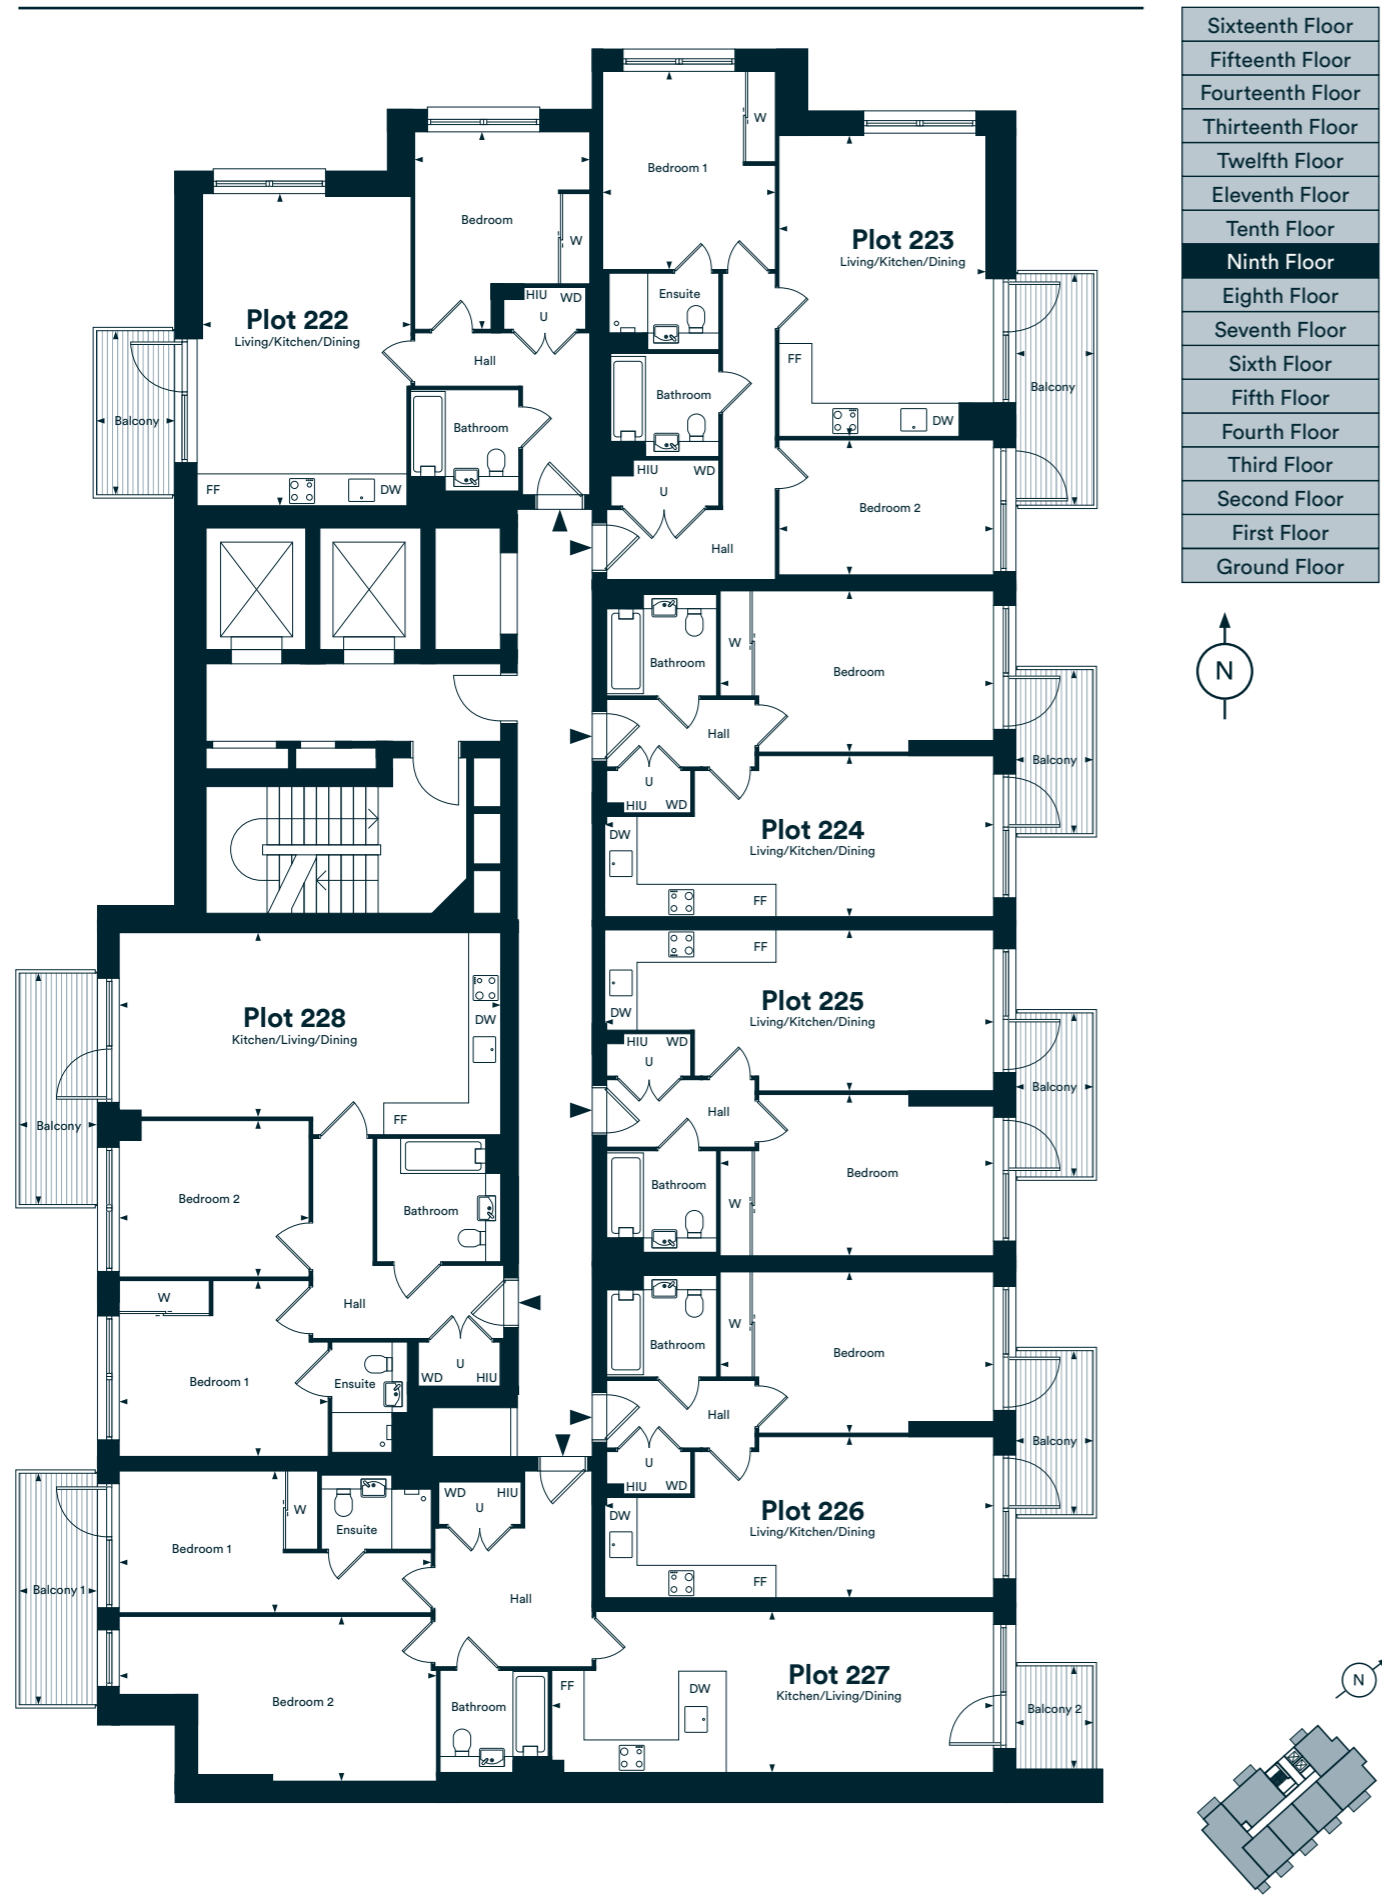 Sixteenth Floor
Fifteenth Floor
Fourteenth Floor
Thirteenth Floor
Twelfth Floor
Eleventh Floor
Tenth Floor
Ninth Floor
Eighth Floor
Seventh Floor
Sixth Floor
Fifth Floor
Fourth Floor
Third Floor
Second Floor
First Floor
Ground Floor
N
Plot 222
Living/Kitchen/Dining
Balcony
FF
DW
Bedroom
W
HIU
WD
U
Hall
Bathroom
Bedroom 1
W
Plot 223
Living/Kitchen/Dining
Ensuite
FF
Balcony
Bathroom
DW
HIU
WD
U
Bedroom 2
Hall
Bathroom
W
Bedroom
Hall
Balcony
U
HIU
WD
DW
Plot 224
Living/Kitchen/Dining
FF
FF
Plot 225
Living/Kitchen/Dining
DW
HIU
WD
U
Balcony
Hall
Bedroom
Bathroom
W
Plot 228
Kitchen/Living/Dining
DW
FF
Balcony
Bedroom 2
Bathroom
W
Hall
Bedroom 1
Ensuite
U
WD
HIU
Bathroom
W
Bedroom
Hall
Balcony
U
HIU
WD
DW
Plot 226
Living/Kitchen/Dining
FF
WD
HIU
U
W
Ensuite
Bedroom 1
Balcony 1
Hall
Bedroom 2
Bathroom
FF
DW
Plot 227
Kitchen/Living/Dining
Balcony 2
N